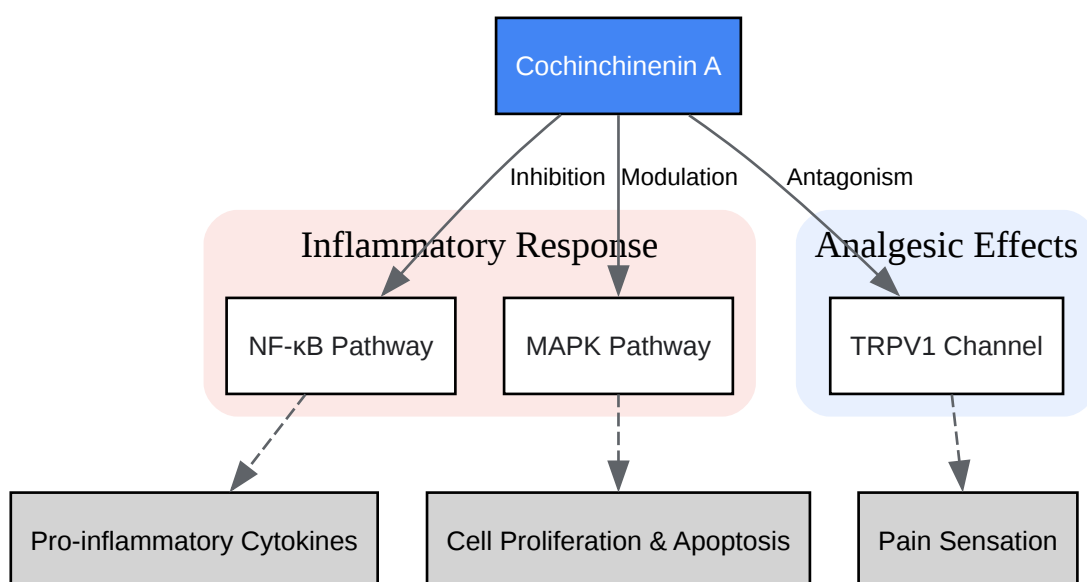 Cochinchinenin A
Inhibition
Modulation
Antagonism
Inflammatory Response
Analgesic Effects
NF-κB Pathway
MAPK Pathway
TRPV1 Channel
Pro-inflammatory Cytokines
Cell Proliferation & Apoptosis
Pain Sensation